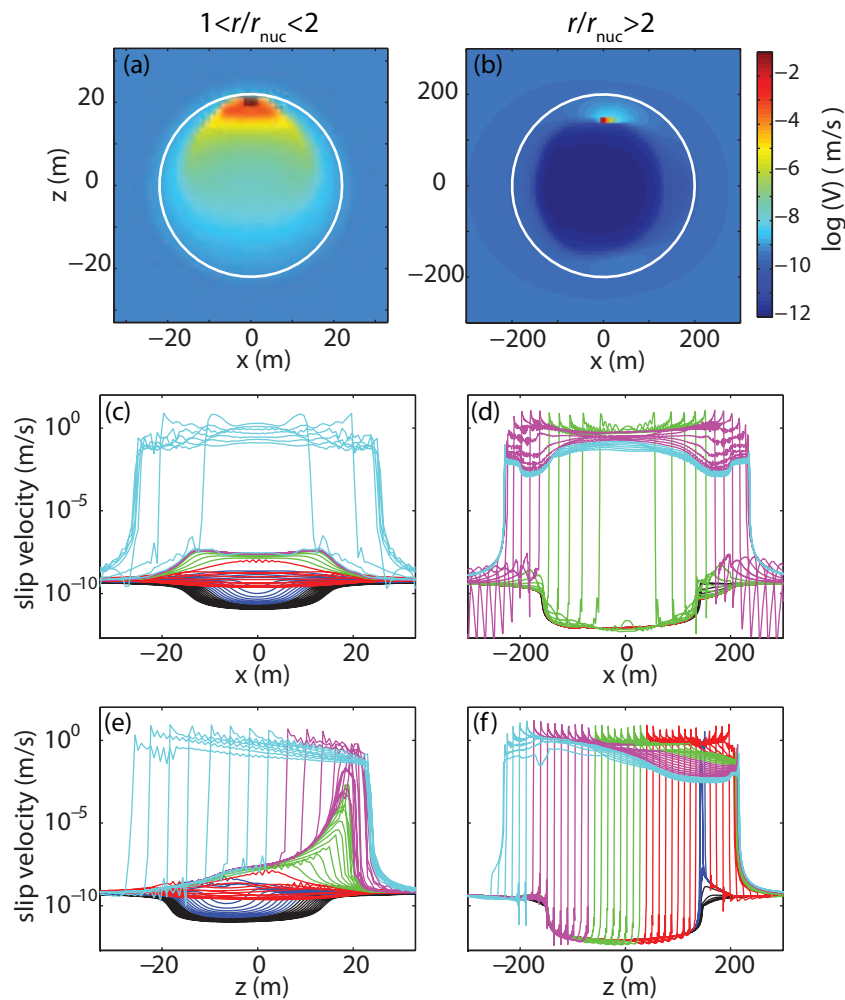 1<r/r_nuc<2
r/r_nuc>2
(a)
(b)
20
0
−20
z (m)
−20 0 20
x (m)
200
0
−200
−200 0 200
x (m)
−2
−4
−6
−8
−10
−12
log (V) ( m/s)
(c)
(d)
10^0
10^−5
10^−10
slip velocity (m/s)
−20 0 20
x (m)
−200 0 200
x (m)
(e)
(f)
10^0
10^−5
10^−10
slip velocity (m/s)
−20 0 20
z (m)
−200 0 200
z (m)